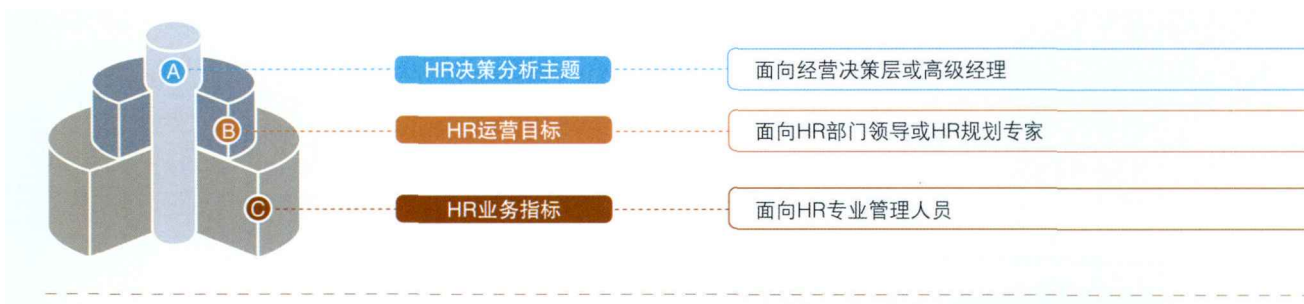 A HR决策分析主题 面向经营决策层或高级经理
B HR运营目标 面向HR部门领导或HR规划专家
C HR业务指标 面向HR专业管理人员